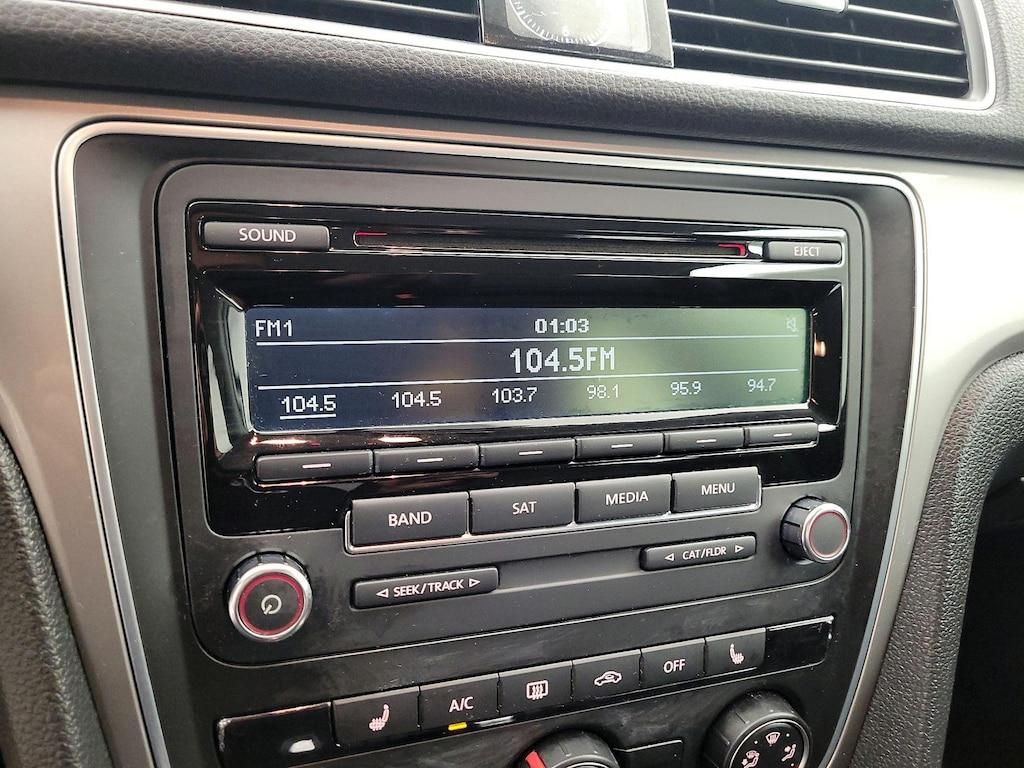 SOUND EJECT
FM1 01:03
104.5FM
104.5 104.5 103.7 98.1 95.9 94.7
BAND SAT MEDIA MENU
SEEK/TRACK CAT/FLDR
A/C OFF